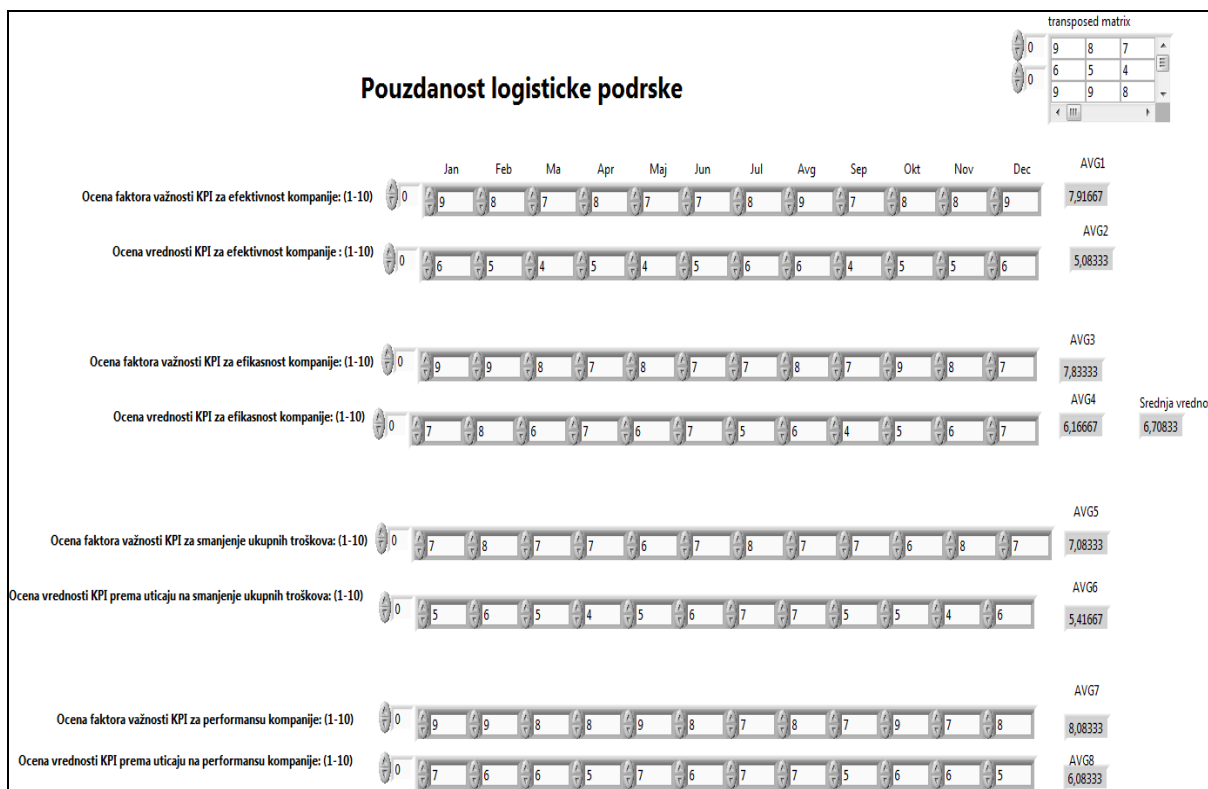 transposed matrix
0 9 8 7
0 6 5 4
9 9 8
Pouzdanost logisticke podrske
Jan Feb Ma Apr Maj Jun Jul Avg Sep Okt Nov Dec AVG1
Ocena faktora važnosti KPI za efektivnost kompanije: (1-10) 0 9 8 7 8 7 7 8 9 7 8 8 9 7,91667
AVG2
Ocena vrednosti KPI za efektivnost kompanije : (1-10) 0 6 5 4 5 4 5 6 6 4 5 5 6 5,08333
AVG3
Ocena faktora važnosti KPI za efikasnost kompanije: (1-10) 0 9 9 8 7 8 7 7 8 7 9 8 7 7,83333
AVG4 Srednja vredno
Ocena vrednosti KPI za efikasnost kompanije: (1-10) 0 7 8 6 7 6 7 5 6 4 5 6 7 6,16667 6,70833
AVG5
Ocena faktora važnosti KPI za smanjenje ukupnih troškova: (1-10) 0 7 8 7 7 6 7 8 7 7 6 8 7 7,08333
AVG6
Ocena vrednosti KPI prema uticaju na smanjenje ukupnih troškova: (1-10) 0 5 6 5 4 5 6 7 7 5 5 4 6 5,41667
AVG7
Ocena faktora važnosti KPI za performansu kompanije: (1-10) 0 9 9 8 8 9 8 7 8 7 9 7 8 8,08333
AVG8
Ocena vrednosti KPI prema uticaju na performansu kompanije: (1-10) 0 7 6 6 5 7 6 7 7 5 6 6 5 6,08333